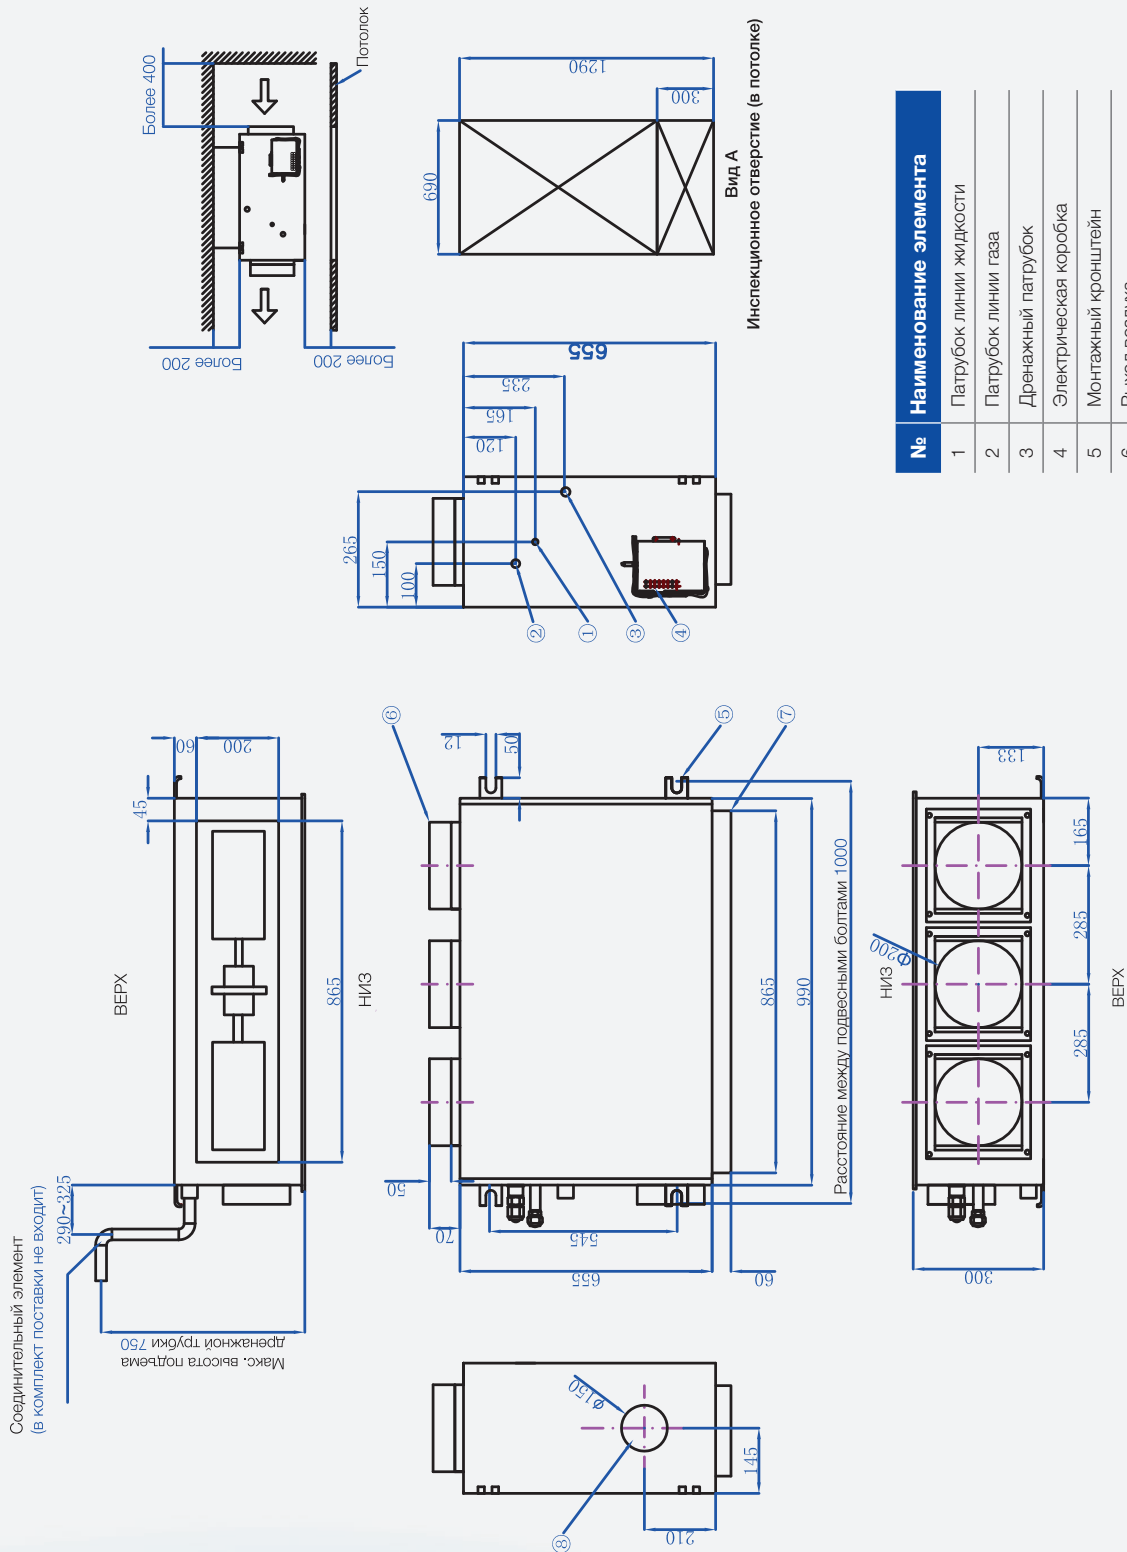 Соединительный элемент
(в комплект поставки не входит)
290~325
Макс. высота подъема
дренажной трубки 750
ВЕРХ
НИЗ
45
60
200
865
Более 400
Потолок
Более 200
Более 200
1290
300
690
Вид А
Инспекционное отверстие (в потолке)
655
235
165
120
265
150
100
②
①
③
④
⑥
12
50
⑤
⑦
50
70
545
655
60
865
990
Расстояние между подвесными болтами 1000
Φ150
145
210
⑧
НИЗ
Φ200
133
165
285
285
300
ВЕРХ
№ Наименование элемента
1 Патрубок линии жидкости
2 Патрубок линии газа
3 Дренажный патрубок
4 Электрическая коробка
5 Монтажный кронштейн